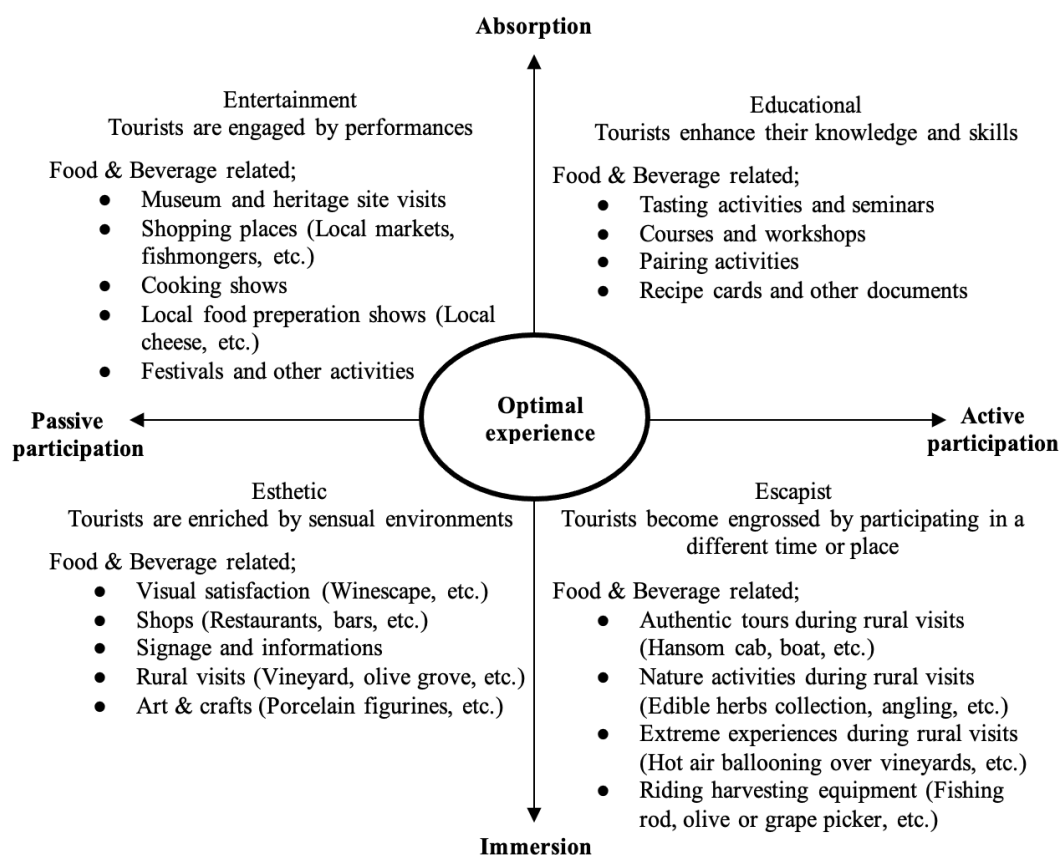 Absorption
Entertainment
Tourists are engaged by performances
Food & Beverage related;
● Museum and heritage site visits
● Shopping places (Local markets,
fishmongers, etc.)
● Cooking shows
● Local food preperation shows (Local
cheese, etc.)
● Festivals and other activities
Educational
Tourists enhance their knowledge and skills
Food & Beverage related;
● Tasting activities and seminars
● Courses and workshops
● Pairing activities
● Recipe cards and other documents
Passive
participation
Optimal
experience
Active
participation
Esthetic
Tourists are enriched by sensual environments
Food & Beverage related;
● Visual satisfaction (Winescape, etc.)
● Shops (Restaurants, bars, etc.)
● Signage and informations
● Rural visits (Vineyard, olive grove, etc.)
● Art & crafts (Porcelain figurines, etc.)
Escapist
Tourists become engrossed by participating in a
different time or place
Food & Beverage related;
● Authentic tours during rural visits
(Hansom cab, boat, etc.)
● Nature activities during rural visits
(Edible herbs collection, angling, etc.)
● Extreme experiences during rural visits
(Hot air ballooning over vineyards, etc.)
● Riding harvesting equipment (Fishing
rod, olive or grape picker, etc.)
Immersion